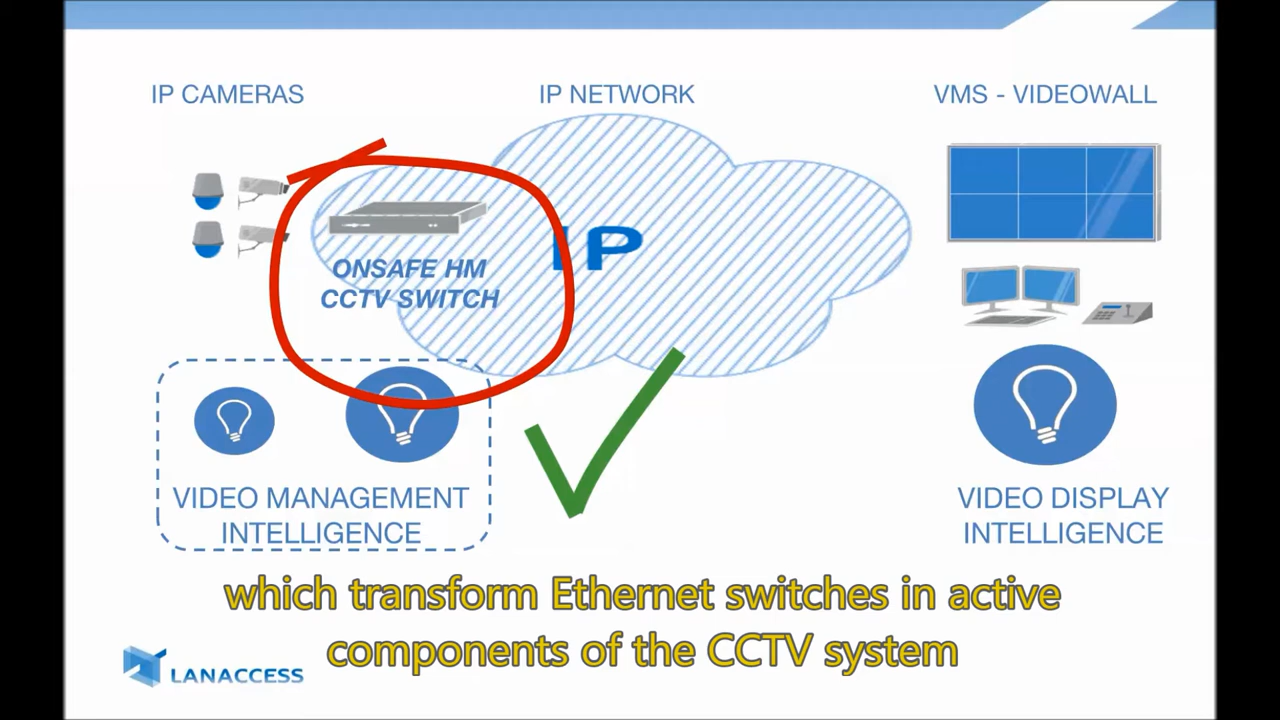 IP CAMERAS
IP NETWORK
VMS - VIDEOWALL
IP
ONSAFE HM
CCTV SWITCH
VIDEO MANAGEMENT
INTELLIGENCE
VIDEO DISPLAY
INTELLIGENCE
which transform Ethernet switches in active
components of the CCTV system
LANACCESS